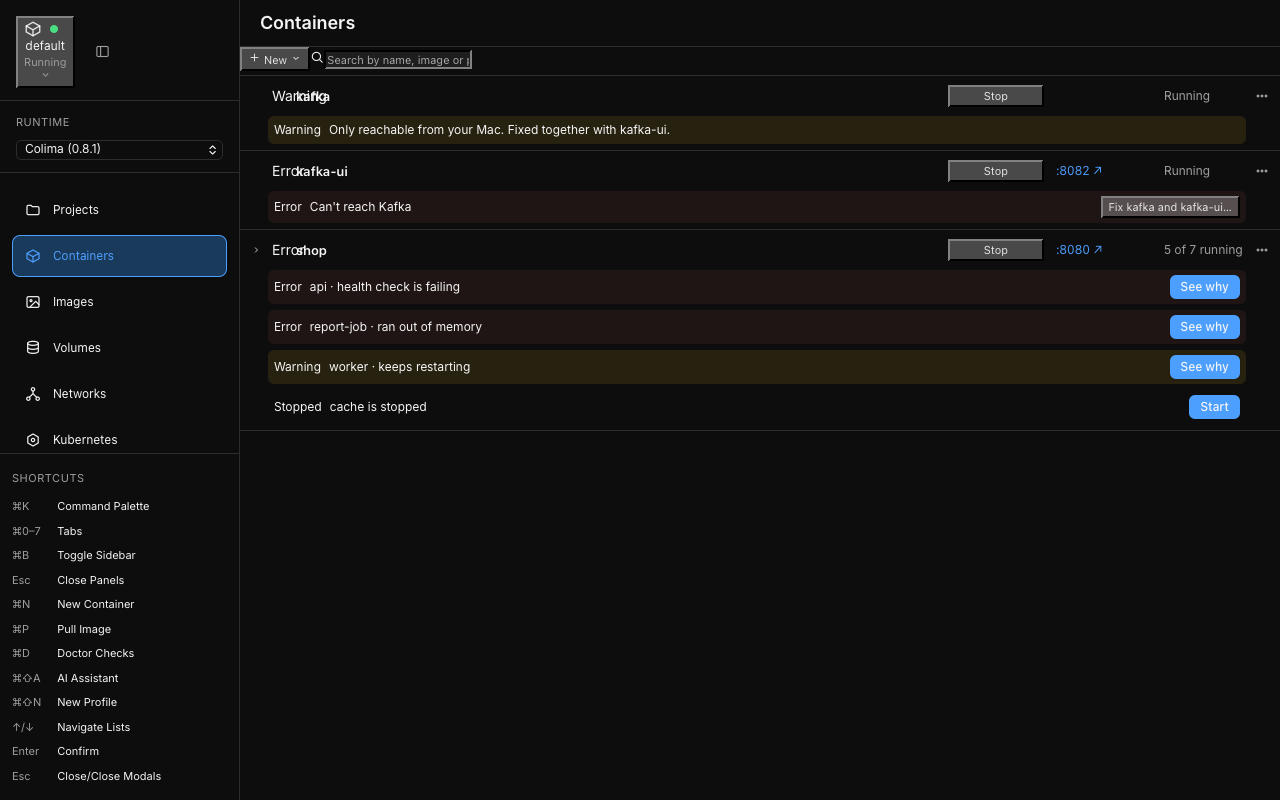 default
Running
RUNTIME
Colima (0.8.1)
Projects
Containers
Images
Volumes
Networks
Kubernetes
SHORTCUTS
⌘K Command Palette
⌘0–7 Tabs
⌘B Toggle Sidebar
Esc Close Panels
⌘N New Container
⌘P Pull Image
⌘D Doctor Checks
⌘⇧A AI Assistant
⌘⇧N New Profile
↑/↓ Navigate Lists
Enter Confirm
Esc Close/Close Modals
Containers
+ New Search by name, image or
Warning kafka Stop Running •••
Warning Only reachable from your Mac. Fixed together with kafka-ui.
Error kafka-ui Stop :8082 ↗ Running •••
Error Can't reach Kafka Fix kafka and kafka-ui...
Error shop Stop :8080 ↗ 5 of 7 running •••
Error api · health check is failing See why
Error report-job · ran out of memory See why
Warning worker · keeps restarting See why
Stopped cache is stopped Start